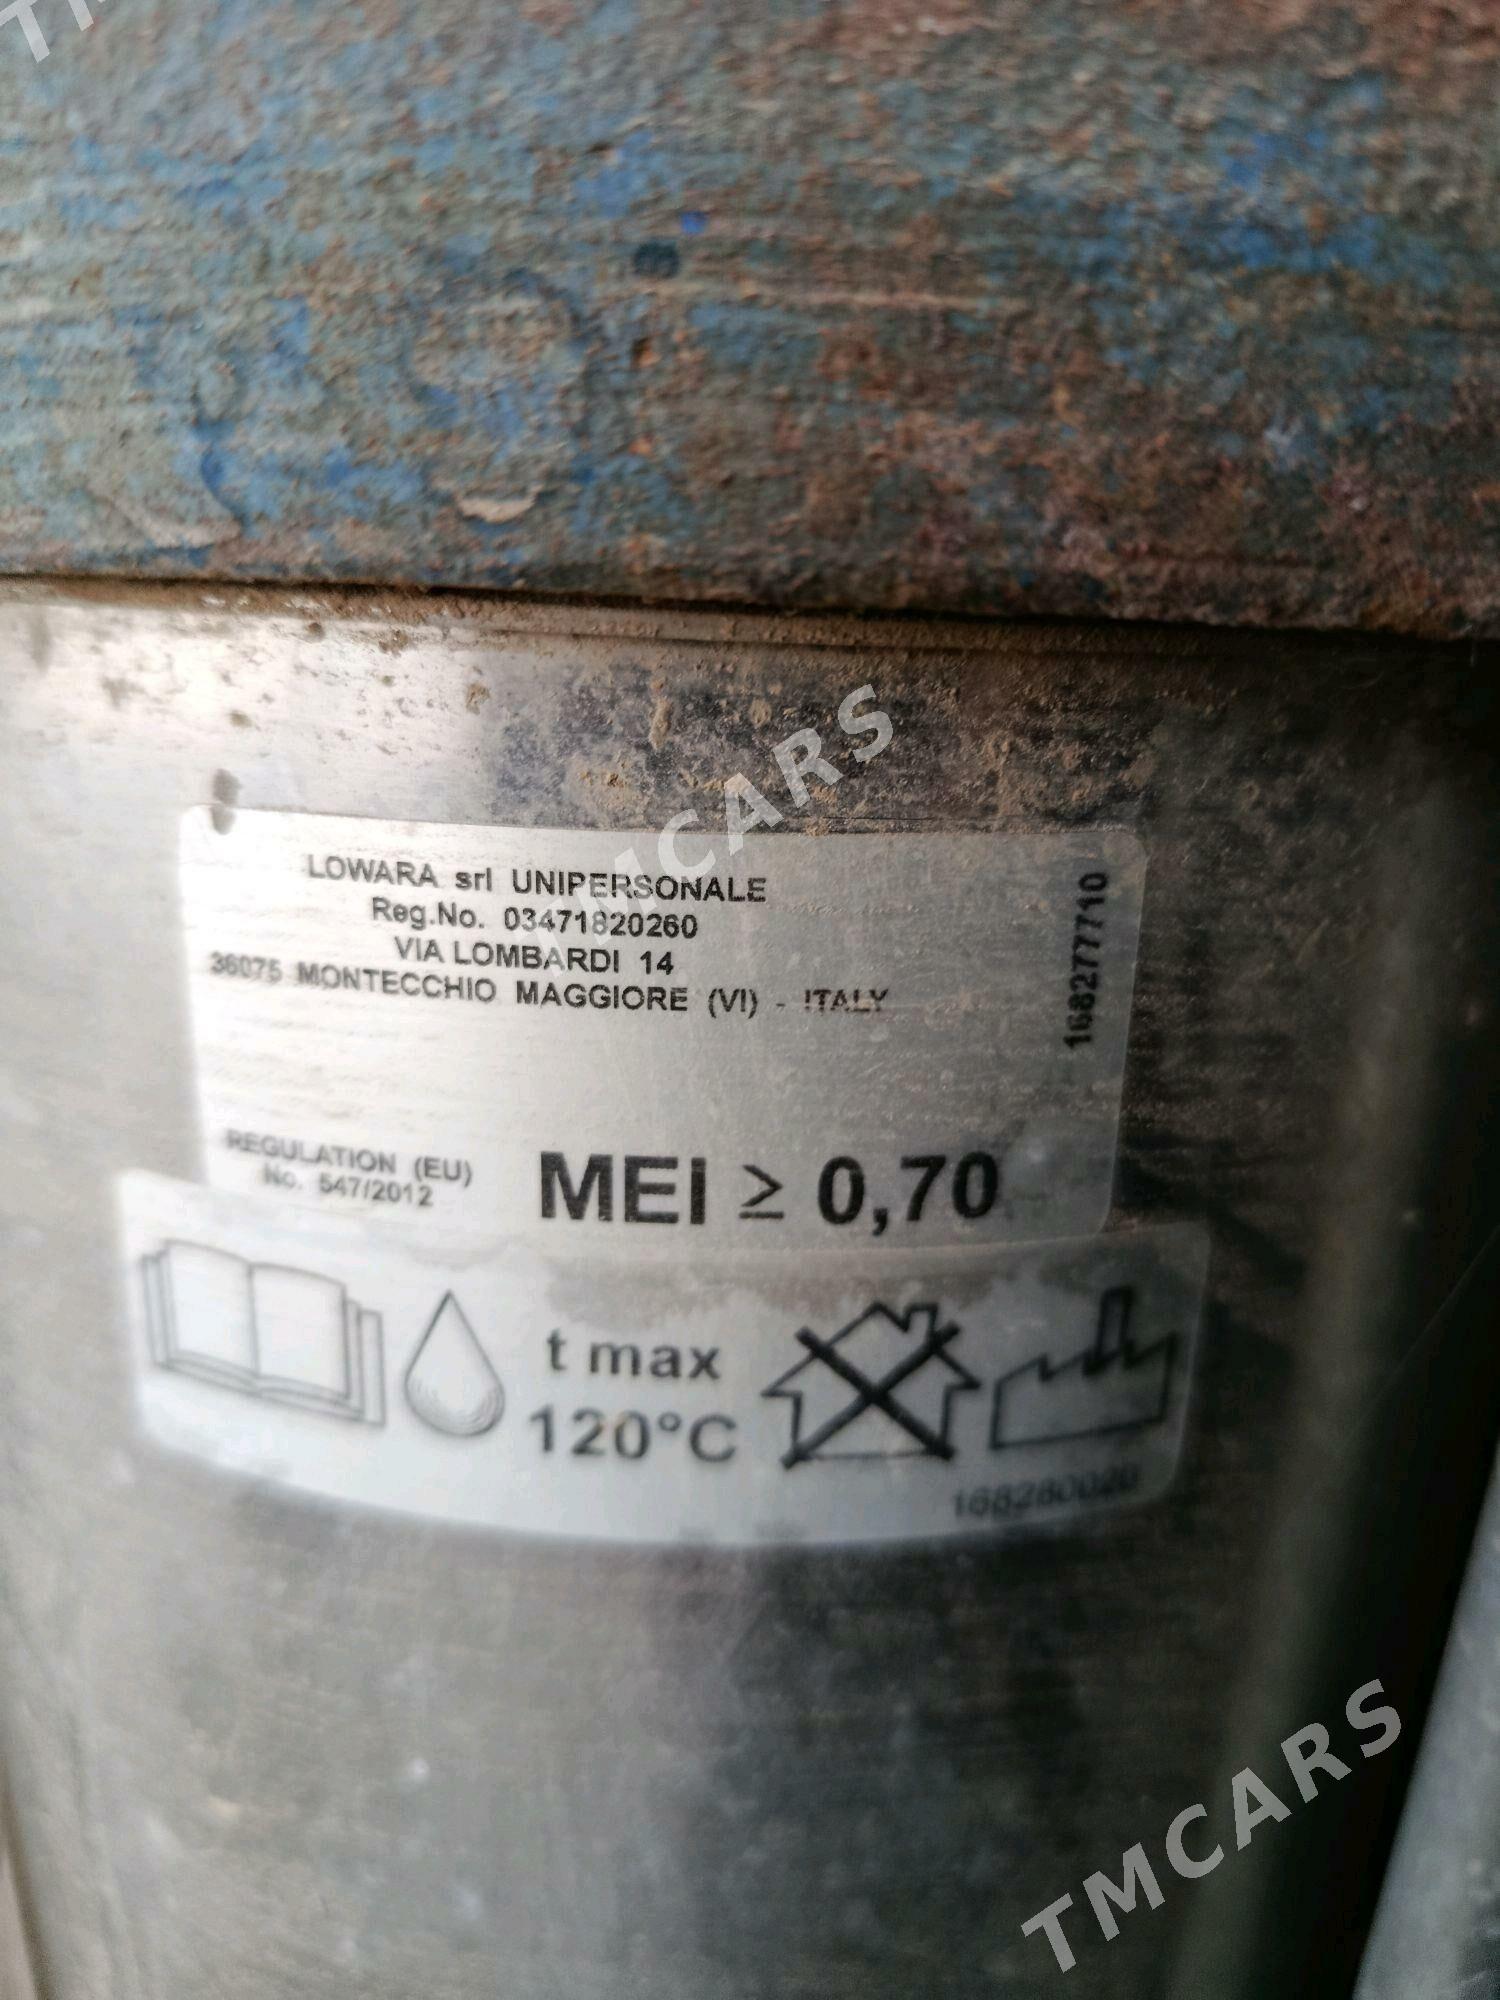 LOWARA srl UNIPERSONALE
Reg.No. 03471820260
VIA LOMBARDI 14
36075 MONTECCHIO MAGGIORE (VI) - ITALY
168277710
REGULATION (EU)
No. 547/2012
MEI ≥ 0,70
t max
120°C
168280020
TMCARS
TMCARS